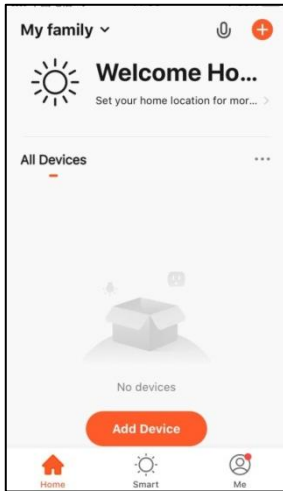 My family
Welcome Ho...
Set your home location for mor...
All Devices
No devices
Add Device
Home
Smart
Me